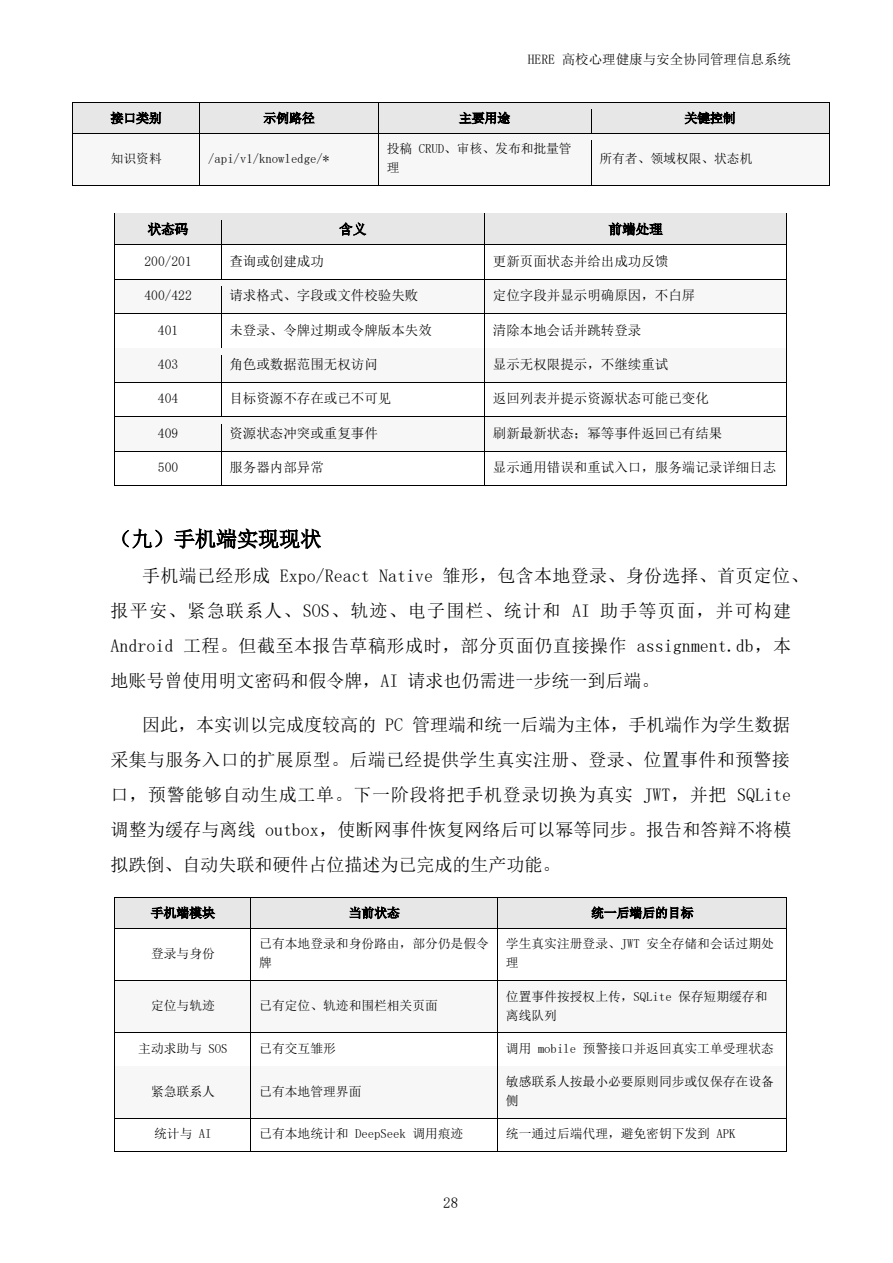 HERE 高校心理健康与安全协同管理信息系统
接口类别 示例路径 主要用途 关键控制
知识资料 /api/v1/knowledge/* 投稿 CRUD、审核、发布和批量管
理 所有者、领域权限、状态机
状态码 含义 前端处理
200/201 查询或创建成功 更新页面状态并给出成功反馈
400/422 请求格式、字段或文件校验失败 定位字段并显示明确原因，不白屏
401 未登录、令牌过期或令牌版本失效 清除本地会话并跳转登录
403 角色或数据范围无权访问 显示无权限提示，不继续重试
404 目标资源不存在或已不可见 返回列表并提示资源状态可能已变化
409 资源状态冲突或重复事件 刷新最新状态；幂等事件返回已有结果
500 服务器内部异常 显示通用错误和重试入口，服务端记录详细日志
（九）手机端实现现状
手机端已经形成 Expo/React Native 雏形，包含本地登录、身份选择、首页定位、
报平安、紧急联系人、SOS、轨迹、电子围栏、统计和 AI 助手等页面，并可构建
Android 工程。但截至本报告草稿形成时，部分页面仍直接操作 assignment.db，本
地账号曾使用明文密码和假令牌，AI 请求也仍需进一步统一到后端。
因此，本实训以完成度较高的 PC 管理端和统一后端为主体，手机端作为学生数据
采集与服务入口的扩展原型。后端已经提供学生真实注册、登录、位置事件和预警接
口，预警能够自动生成工单。下一阶段将把手机登录切换为真实 JWT，并把 SQLite
调整为缓存与离线 outbox，使断网事件恢复网络后可以幂等同步。报告和答辩不将模
拟跌倒、自动失联和硬件占位描述为已完成的生产功能。
手机端模块 当前状态 统一后端后的目标
登录与身份 已有本地登录和身份路由，部分仍是假令
牌 学生真实注册登录、JWT 安全存储和会话过期处
理
定位与轨迹 已有定位、轨迹和围栏相关页面 位置事件按授权上传，SQLite 保存短期缓存和
离线队列
主动求助与 SOS 已有交互雏形 调用 mobile 预警接口并返回真实工单受理状态
紧急联系人 已有本地管理界面 敏感联系人按最小必要原则同步或仅保存在设备
侧
统计与 AI 已有本地统计和 DeepSeek 调用痕迹 统一通过后端代理，避免密钥下发到 APK
28